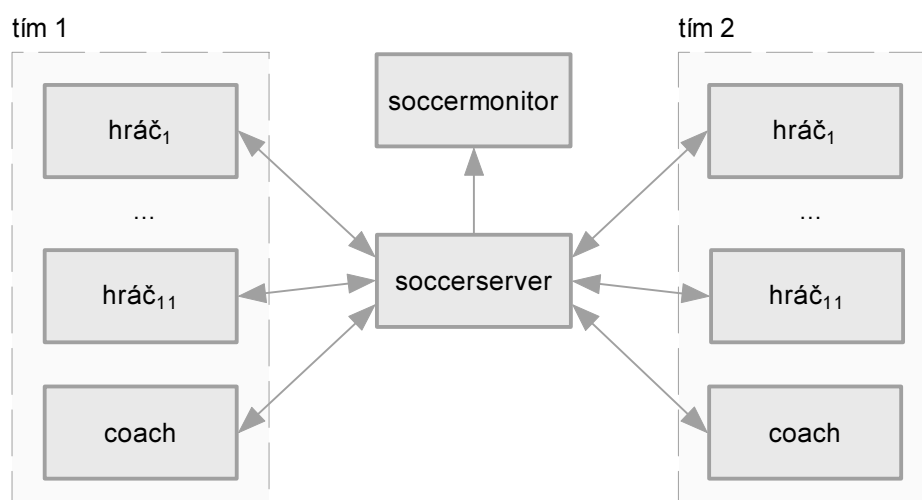 tím 1
tím 2
soccermonitor
hráč₁
hráč₁
...
...
soccerserver
hráč₁₁
hráč₁₁
coach
coach